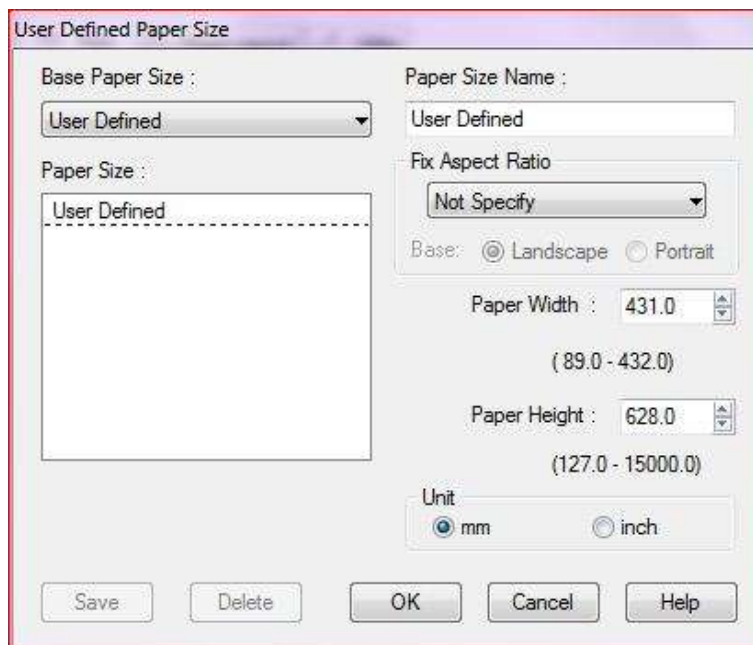 User Defined Paper Size
Base Paper Size :
User Defined
Paper Size :
User Defined
Paper Size Name :
User Defined
Fix Aspect Ratio
Not Specify
Base: Landscape Portrait
Paper Width : 431.0
( 89.0 - 432.0)
Paper Height : 628.0
(127.0 - 15000.0)
Unit
mm inch
Save Delete OK Cancel Help